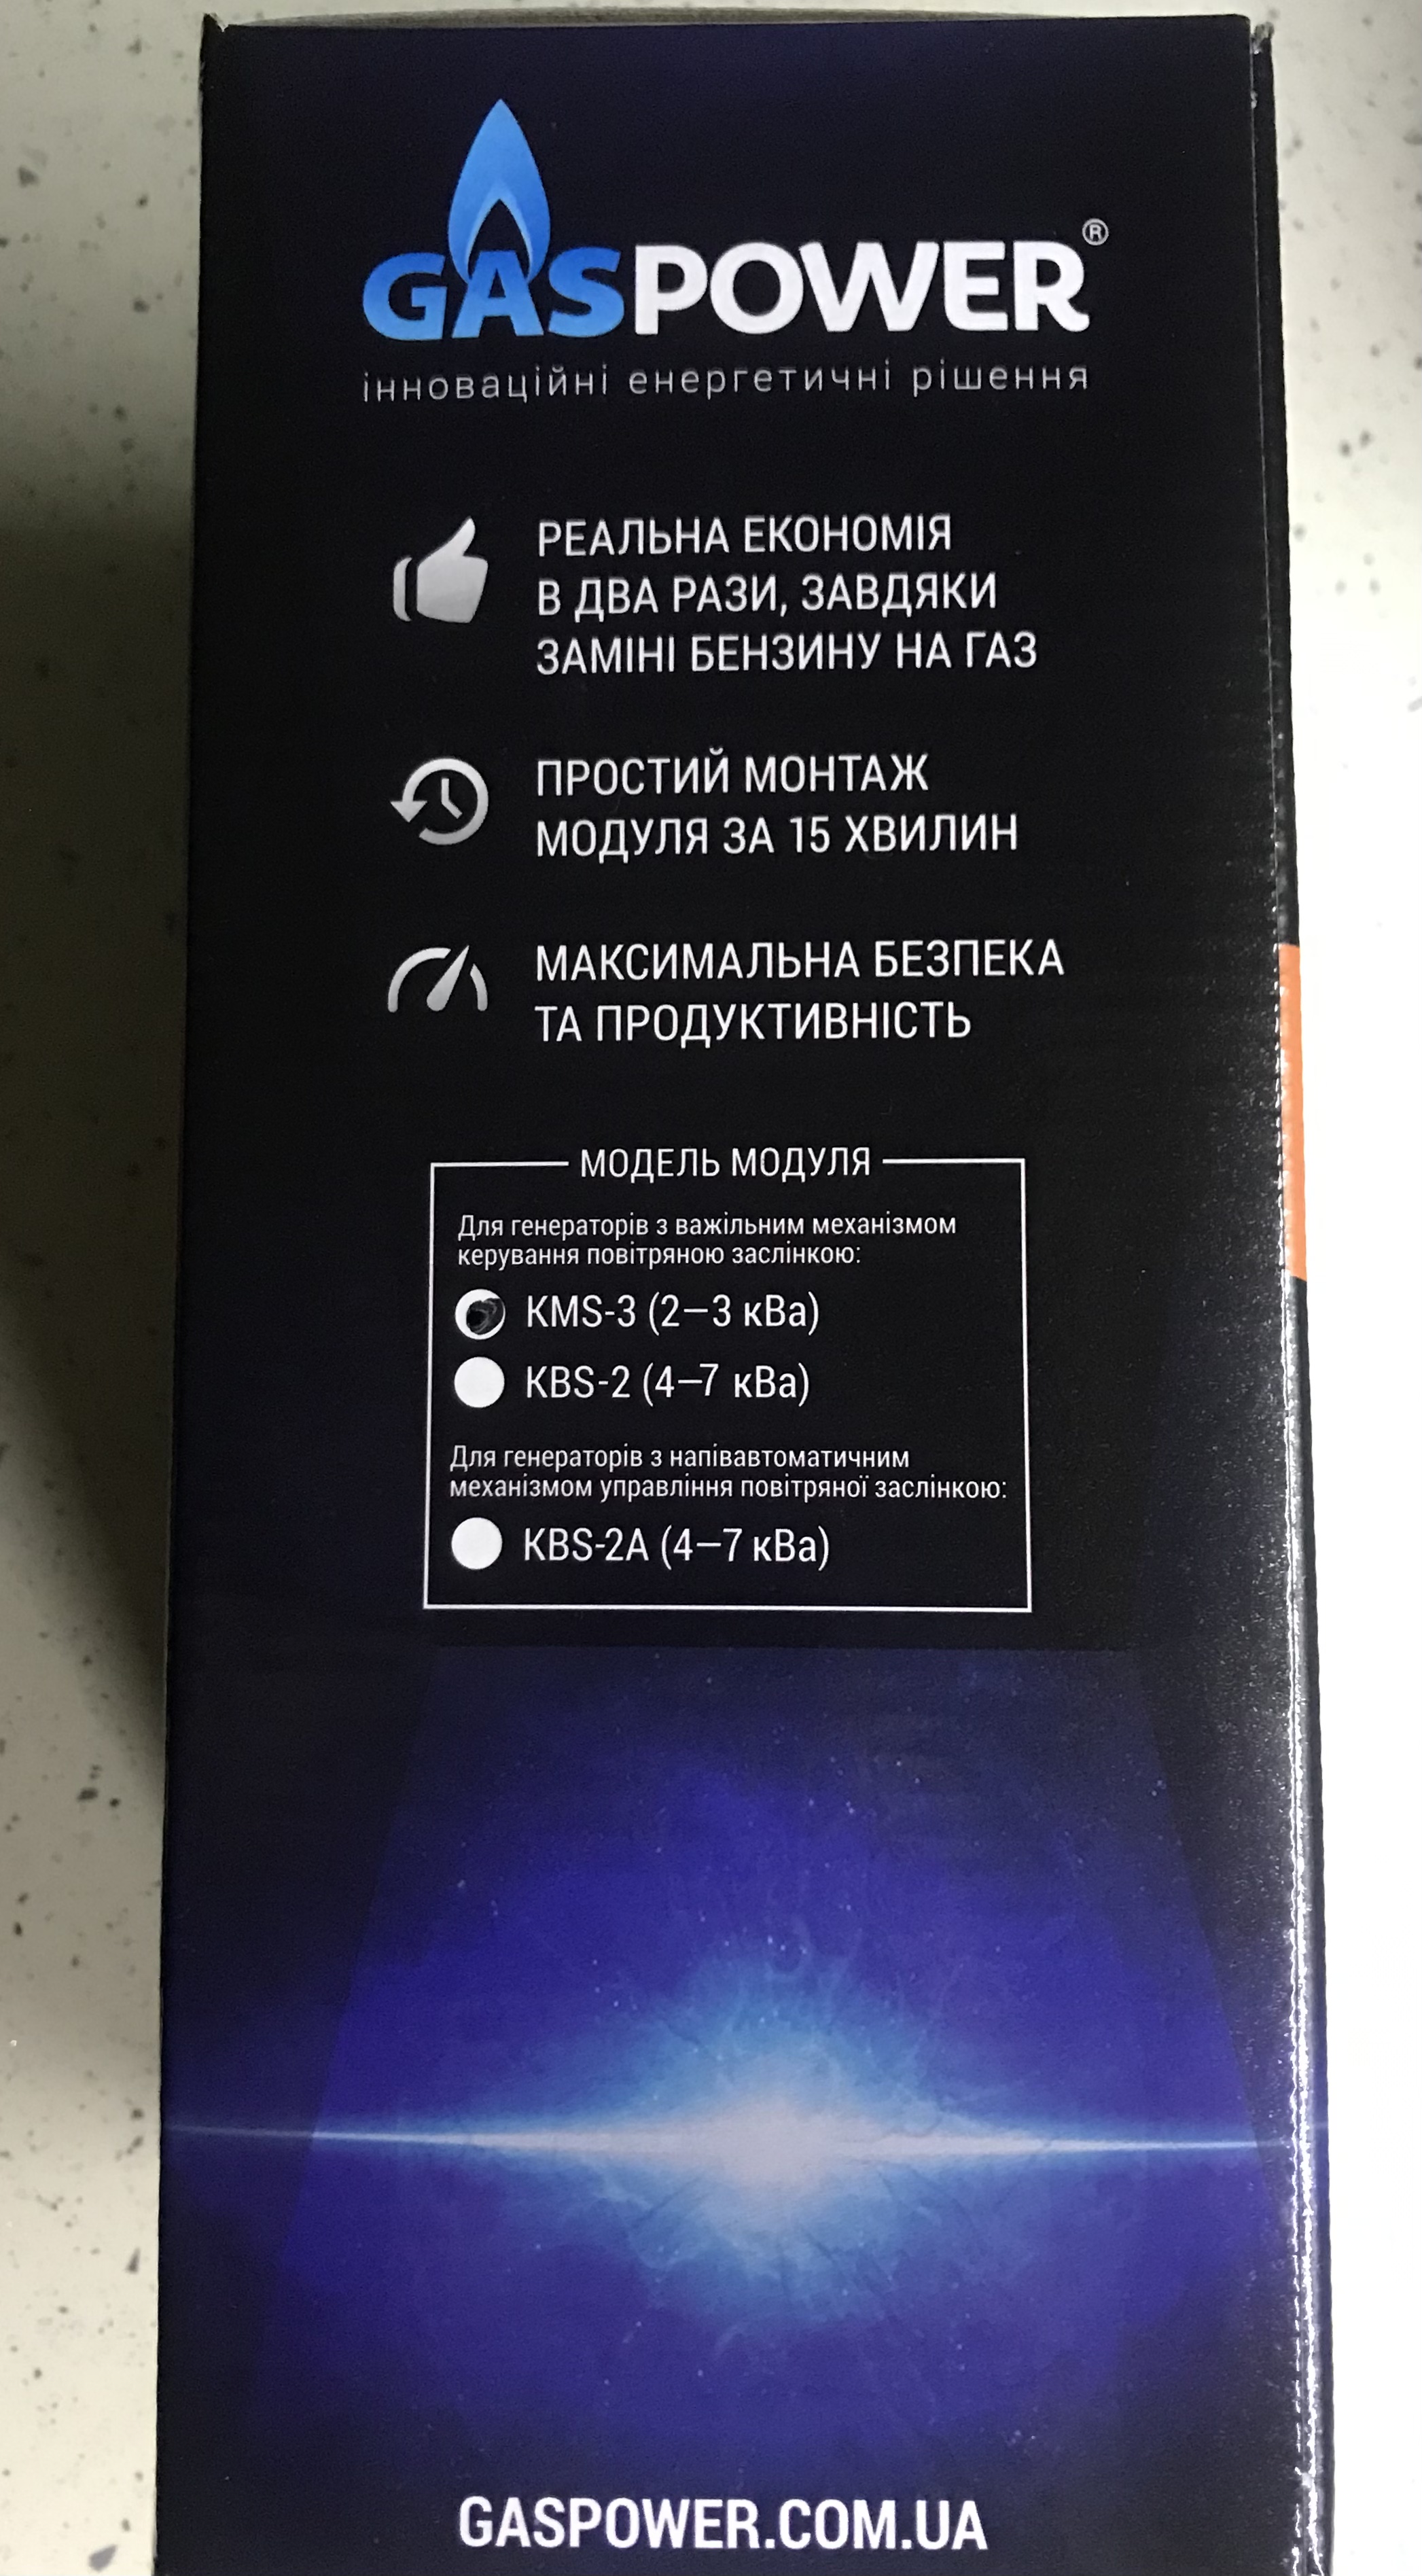 GASPOWER®
інноваційні енергетичні рішення
РЕАЛЬНА ЕКОНОМІЯ
В ДВА РАЗИ, ЗАВДЯКИ
ЗАМІНІ БЕНЗИНУ НА ГАЗ
ПРОСТИЙ МОНТАЖ
МОДУЛЯ ЗА 15 ХВИЛИН
МАКСИМАЛЬНА БЕЗПЕКА
ТА ПРОДУКТИВНІСТЬ
МОДЕЛЬ МОДУЛЯ
Для генераторів з важільним механізмом
керування повітряною заслінкою:
KMS-3 (2–3 кВа)
KBS-2 (4–7 кВа)
Для генераторів з напівавтоматичним
механізмом управління повітряної заслінкою:
KBS-2A (4–7 кВа)
GASPOWER.COM.UA